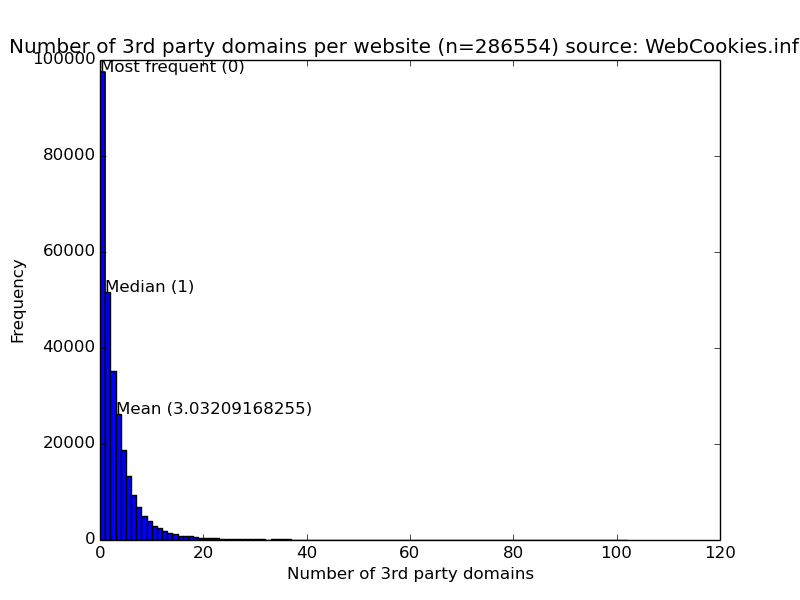 Number of 3rd party domains per website (n=286554) source: WebCookies.inf
100000
Most frequent (0)
80000
60000
Median (1)
Frequency
40000
Mean (3.03209168255)
20000
0
0 20 40 60 80 100 120
Number of 3rd party domains